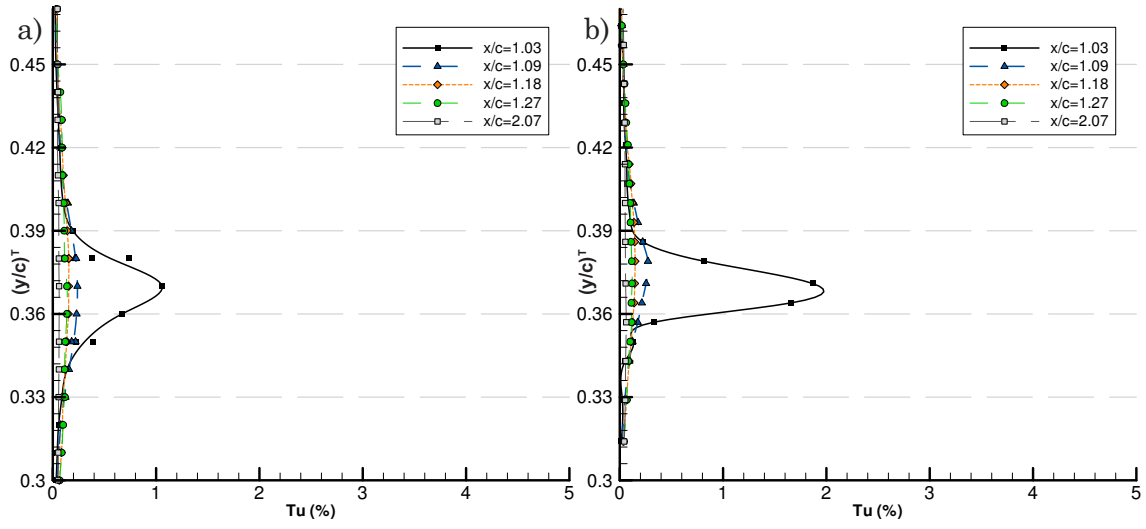 a)
x/c=1.03
x/c=1.09
x/c=1.18
x/c=1.27
x/c=2.07
0.45
0.42
0.39
0.36
0.33
0.3
(y/c)ᵀ
0 1 2 3 4 5
Tu (%)
b)
x/c=1.03
x/c=1.09
x/c=1.18
x/c=1.27
x/c=2.07
0.45
0.42
0.39
0.36
0.33
0.3
(y/c)ᵀ
0 1 2 3 4 5
Tu (%)